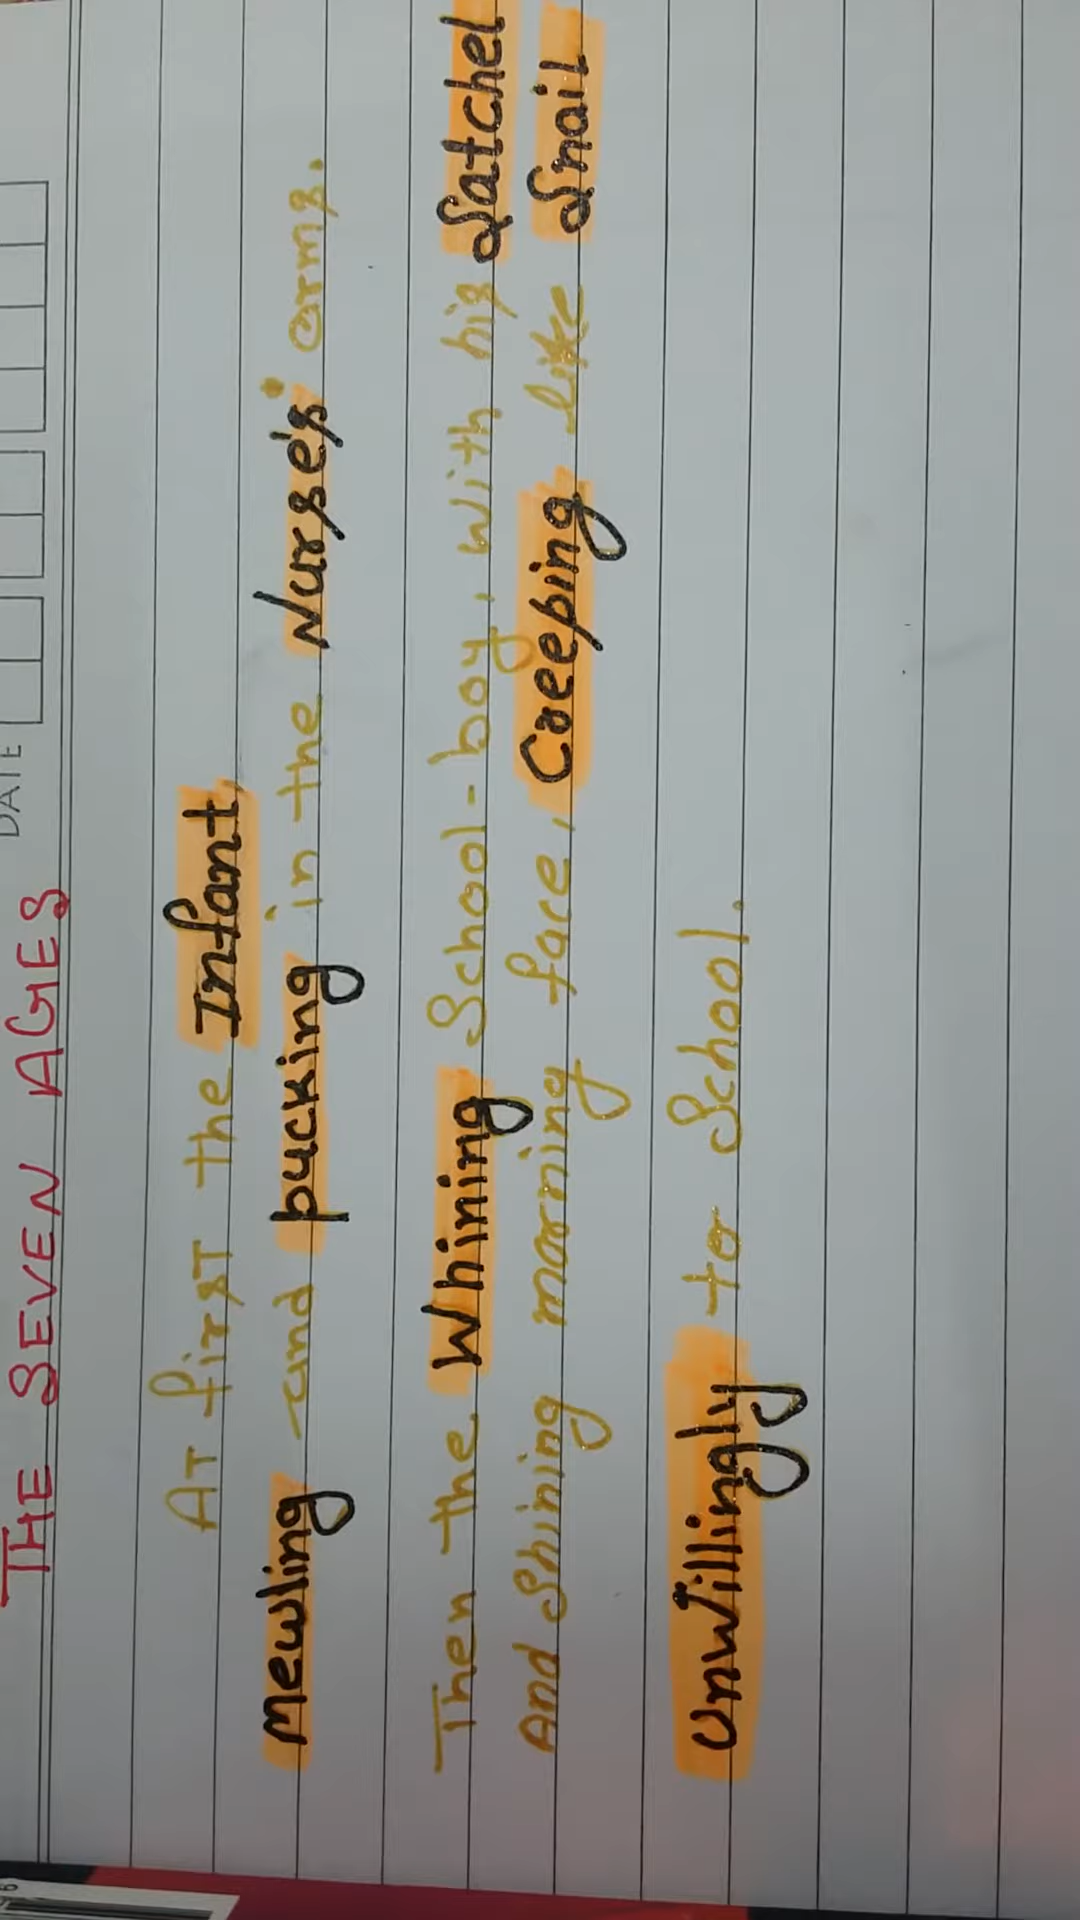 DATE
THE SEVEN AGES
AT first the Infant,
Mewling and pucking in the Nurse's arms.
Then the Whining School-boy, with his Satchel
And Shining morning face, Creeping like Snail
Unwillingly to School.